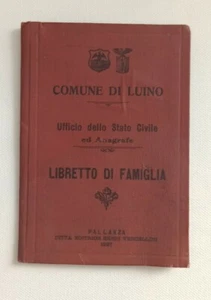 COMUNE DI LUINO
Ufficio dello Stato Civile
ed Anagrafe
LIBRETTO DI FAMIGLIA
PALLANZA